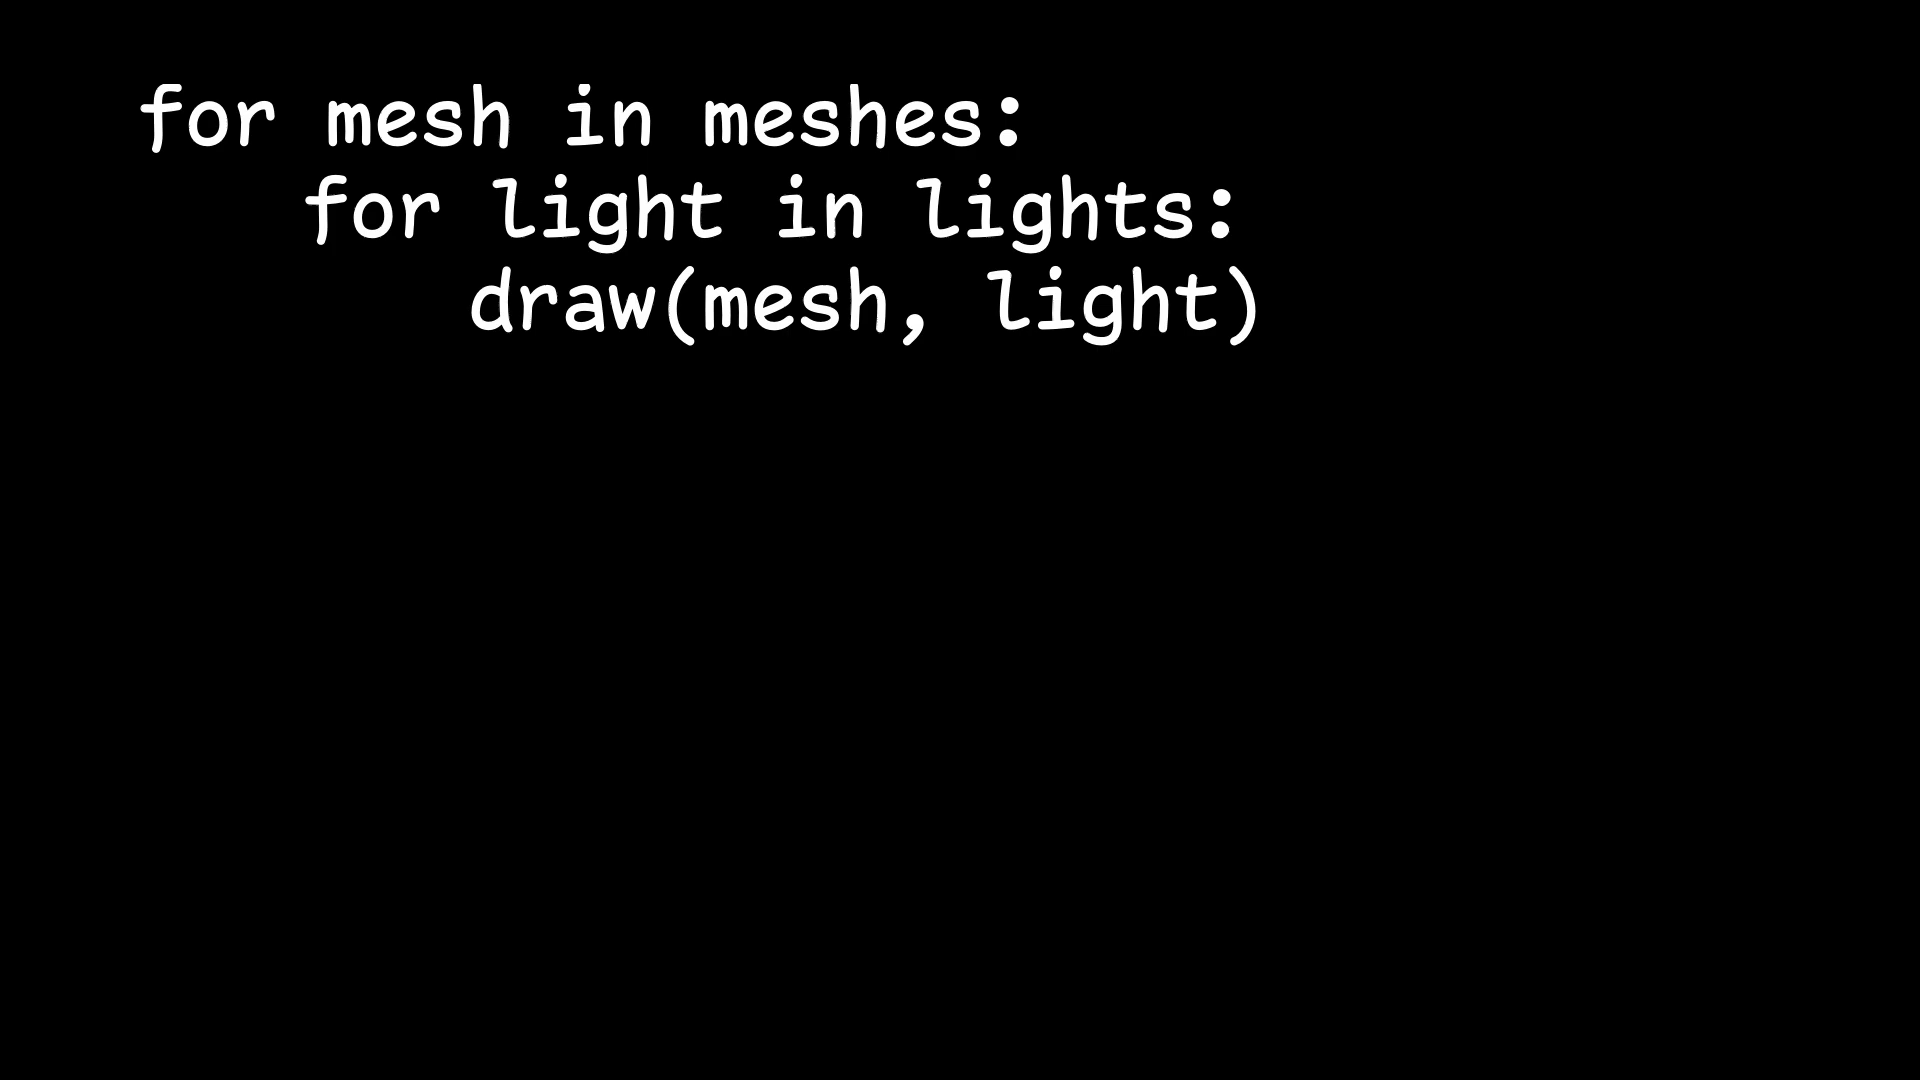 for mesh in meshes:
    for light in lights:
        draw(mesh, light)